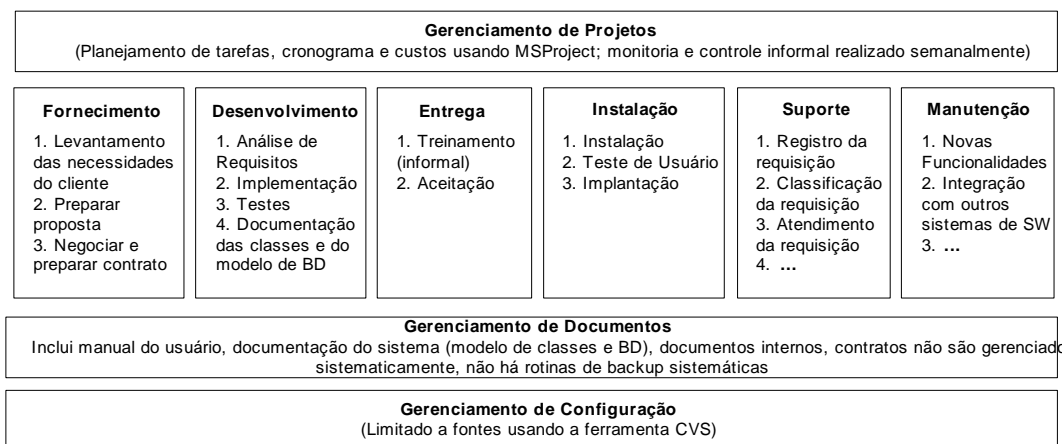 Gerenciamento de Projetos
(Planejamento de tarefas, cronograma e custos usando MSProject; monitoria e controle informal realizado semanalmente)
Fornecimento
1. Levantamento
das necessidades
do cliente
2. Preparar
proposta
3. Negociar e
preparar contrato
Desenvolvimento
1. Análise de
Requisitos
2. Implementação
3. Testes
4. Documentação
das classes e do
modelo de BD
Entrega
1. Treinamento
(informal)
2. Aceitação
Instalação
1. Instalação
2. Teste de Usuário
3. Implantação
Suporte
1. Registro da
requisição
2. Classificação
da requisição
3. Atendimento
da requisição
4. ...
Manutenção
1. Novas
Funcionalidades
2. Integração
com outros
sistemas de SW
3. ...
Gerenciamento de Documentos
Inclui manual do usuário, documentação do sistema (modelo de classes e BD), documentos internos, contratos não são gerenciado
sistematicamente, não há rotinas de backup sistemáticas
Gerenciamento de Configuração
(Limitado a fontes usando a ferramenta CVS)